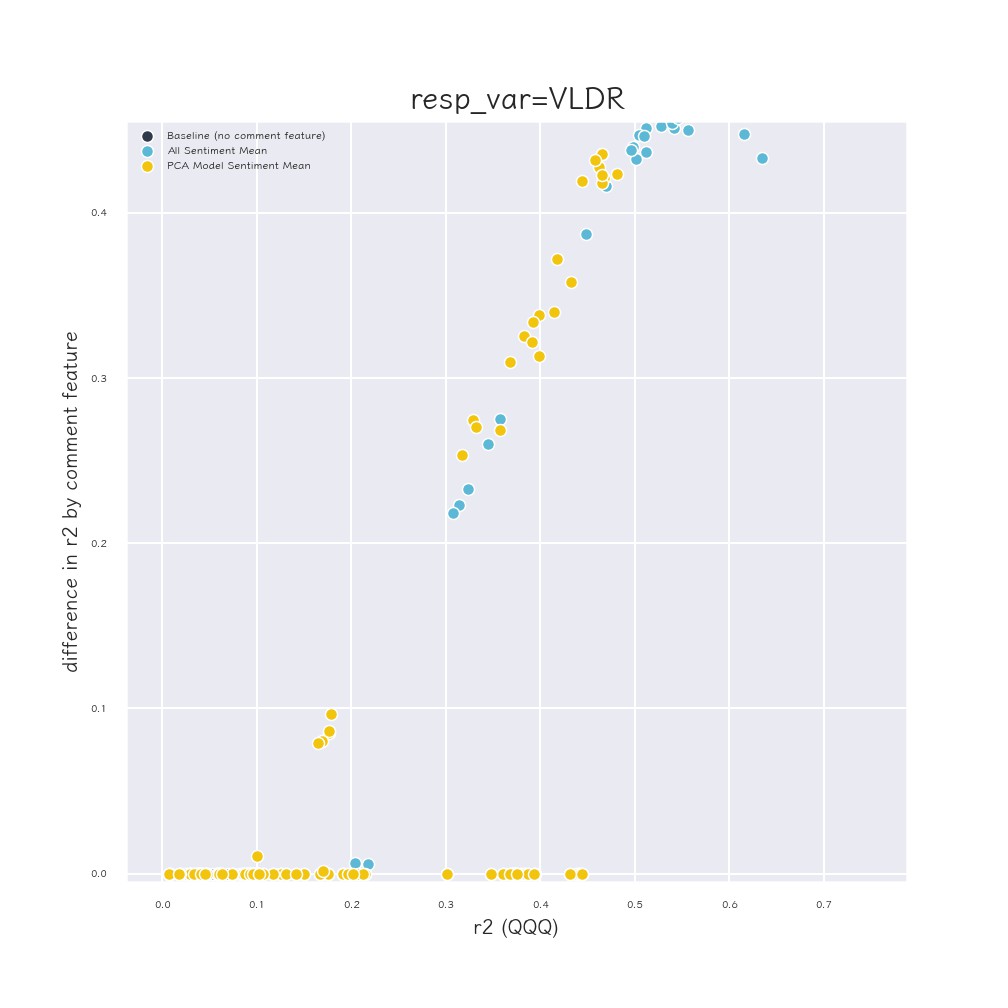 resp_var=VLDR
Baseline (no comment feature)
All Sentiment Mean
PCA Model Sentiment Mean
difference in r2 by comment feature
0.4
0.3
0.2
0.1
0.0
0.0 0.1 0.2 0.3 0.4 0.5 0.6 0.7
r2 (QQQ)